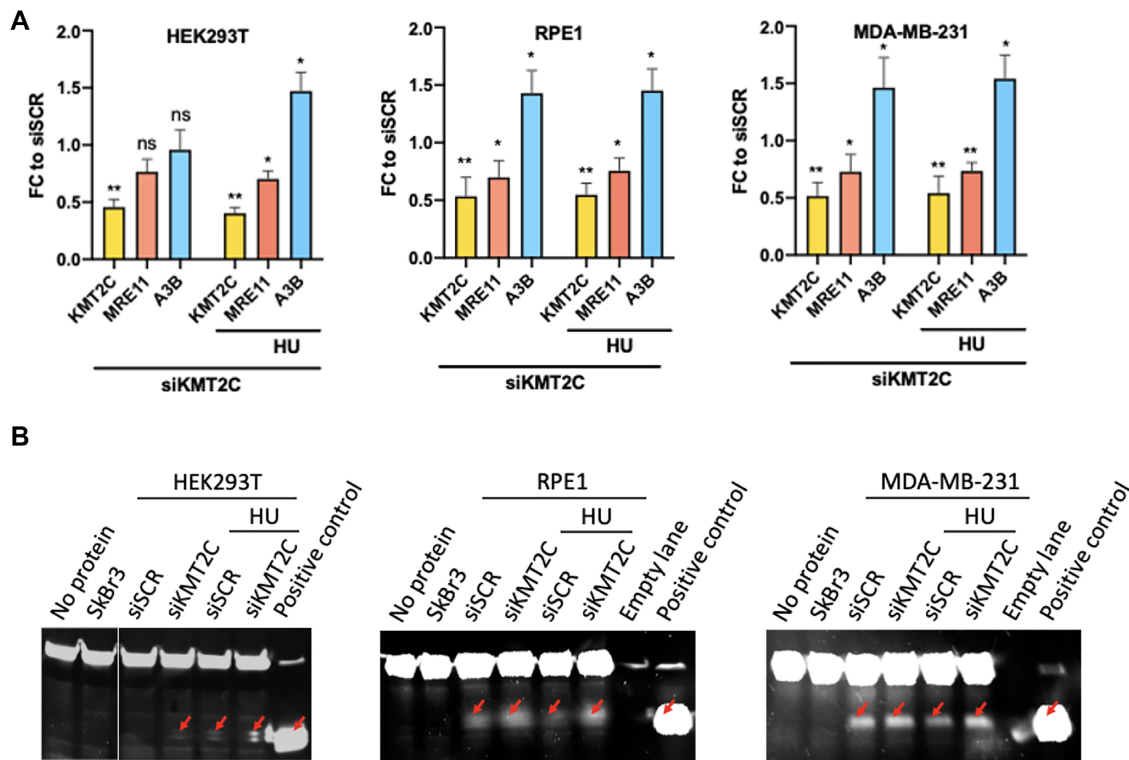 A
HEK293T
FC to siSCR
2.0
1.5
1.0
0.5
0.0
**
ns
ns
**
*
*
KMT2C
MRE11
A3B
KMT2C
MRE11
A3B
HU
siKMT2C
RPE1
FC to siSCR
2.0
1.5
1.0
0.5
0.0
**
*
*
**
*
*
KMT2C
MRE11
A3B
KMT2C
MRE11
A3B
HU
siKMT2C
MDA-MB-231
FC to siSCR
2.0
1.5
1.0
0.5
0.0
**
*
*
**
**
*
KMT2C
MRE11
A3B
KMT2C
MRE11
A3B
HU
siKMT2C
B
HEK293T
HU
No protein
SkBr3
siSCR
siKMT2C
siSCR
siKMT2C
Positive control
RPE1
HU
No protein
SkBr3
siSCR
siKMT2C
siSCR
siKMT2C
Empty lane
Positive control
MDA-MB-231
HU
No protein
SkBr3
siSCR
siKMT2C
siSCR
siKMT2C
Empty lane
Positive control